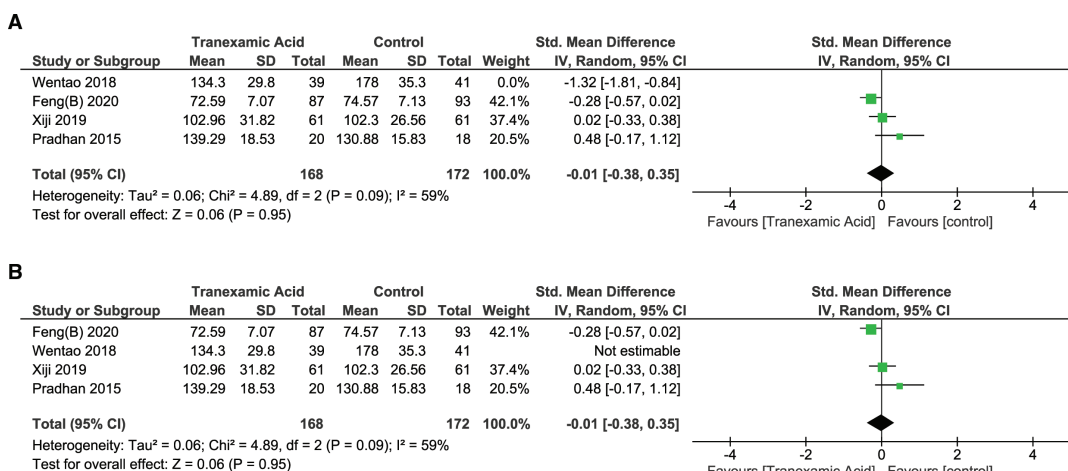 A
Tranexamic Acid Control Std. Mean Difference Std. Mean Difference
Study or Subgroup Mean SD Total Mean SD Total Weight IV, Random, 95% CI IV, Random, 95% CI
Wentao 2018 134.3 29.8 39 178 35.3 41 0.0% -1.32 [-1.81, -0.84]
Feng(B) 2020 72.59 7.07 87 74.57 7.13 93 42.1% -0.28 [-0.57, 0.02]
Xiji 2019 102.96 31.82 61 102.3 26.56 61 37.4% 0.02 [-0.33, 0.38]
Pradhan 2015 139.29 18.53 20 130.88 15.83 18 20.5% 0.48 [-0.17, 1.12]
Total (95% CI) 168 172 100.0% -0.01 [-0.38, 0.35]
Heterogeneity: Tau² = 0.06; Chi² = 4.89, df = 2 (P = 0.09); I² = 59%
Test for overall effect: Z = 0.06 (P = 0.95)
-4 -2 0 2 4
Favours [Tranexamic Acid] Favours [control]
B
Tranexamic Acid Control Std. Mean Difference Std. Mean Difference
Study or Subgroup Mean SD Total Mean SD Total Weight IV, Random, 95% CI IV, Random, 95% CI
Feng(B) 2020 72.59 7.07 87 74.57 7.13 93 42.1% -0.28 [-0.57, 0.02]
Wentao 2018 134.3 29.8 39 178 35.3 41 Not estimable
Xiji 2019 102.96 31.82 61 102.3 26.56 61 37.4% 0.02 [-0.33, 0.38]
Pradhan 2015 139.29 18.53 20 130.88 15.83 18 20.5% 0.48 [-0.17, 1.12]
Total (95% CI) 168 172 100.0% -0.01 [-0.38, 0.35]
Heterogeneity: Tau² = 0.06; Chi² = 4.89, df = 2 (P = 0.09); I² = 59%
Test for overall effect: Z = 0.06 (P = 0.95)
-4 -2 0 2 4
Favours [Tranexamic Acid] Favours [control]